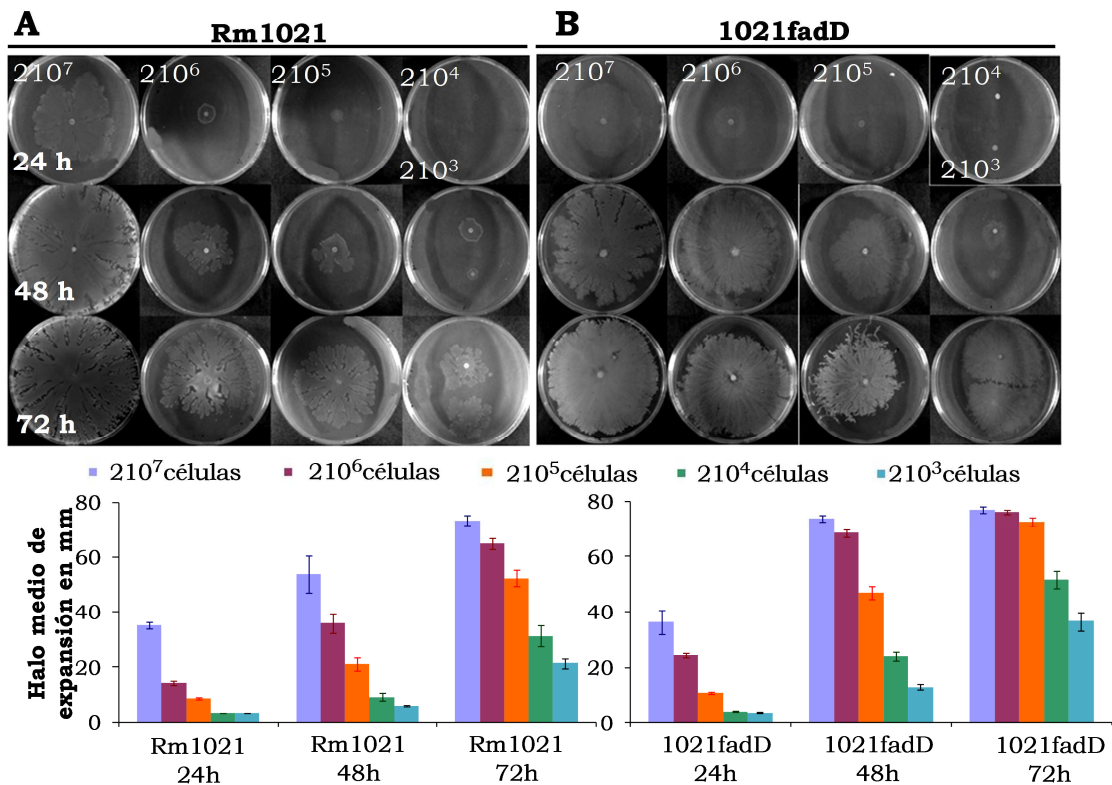 A
Rm1021
B
1021fadD
210⁷
210⁶
210⁵
210⁴
210⁷
210⁶
210⁵
210⁴
24 h
210³
210³
48 h
72 h
210⁷células
210⁶células
210⁵células
210⁴células
210³células
Halo medio de
expansión en mm
80
60
40
20
0
Rm1021
24h
Rm1021
48h
Rm1021
72h
80
60
40
20
0
1021fadD
24h
1021fadD
48h
1021fadD
72h